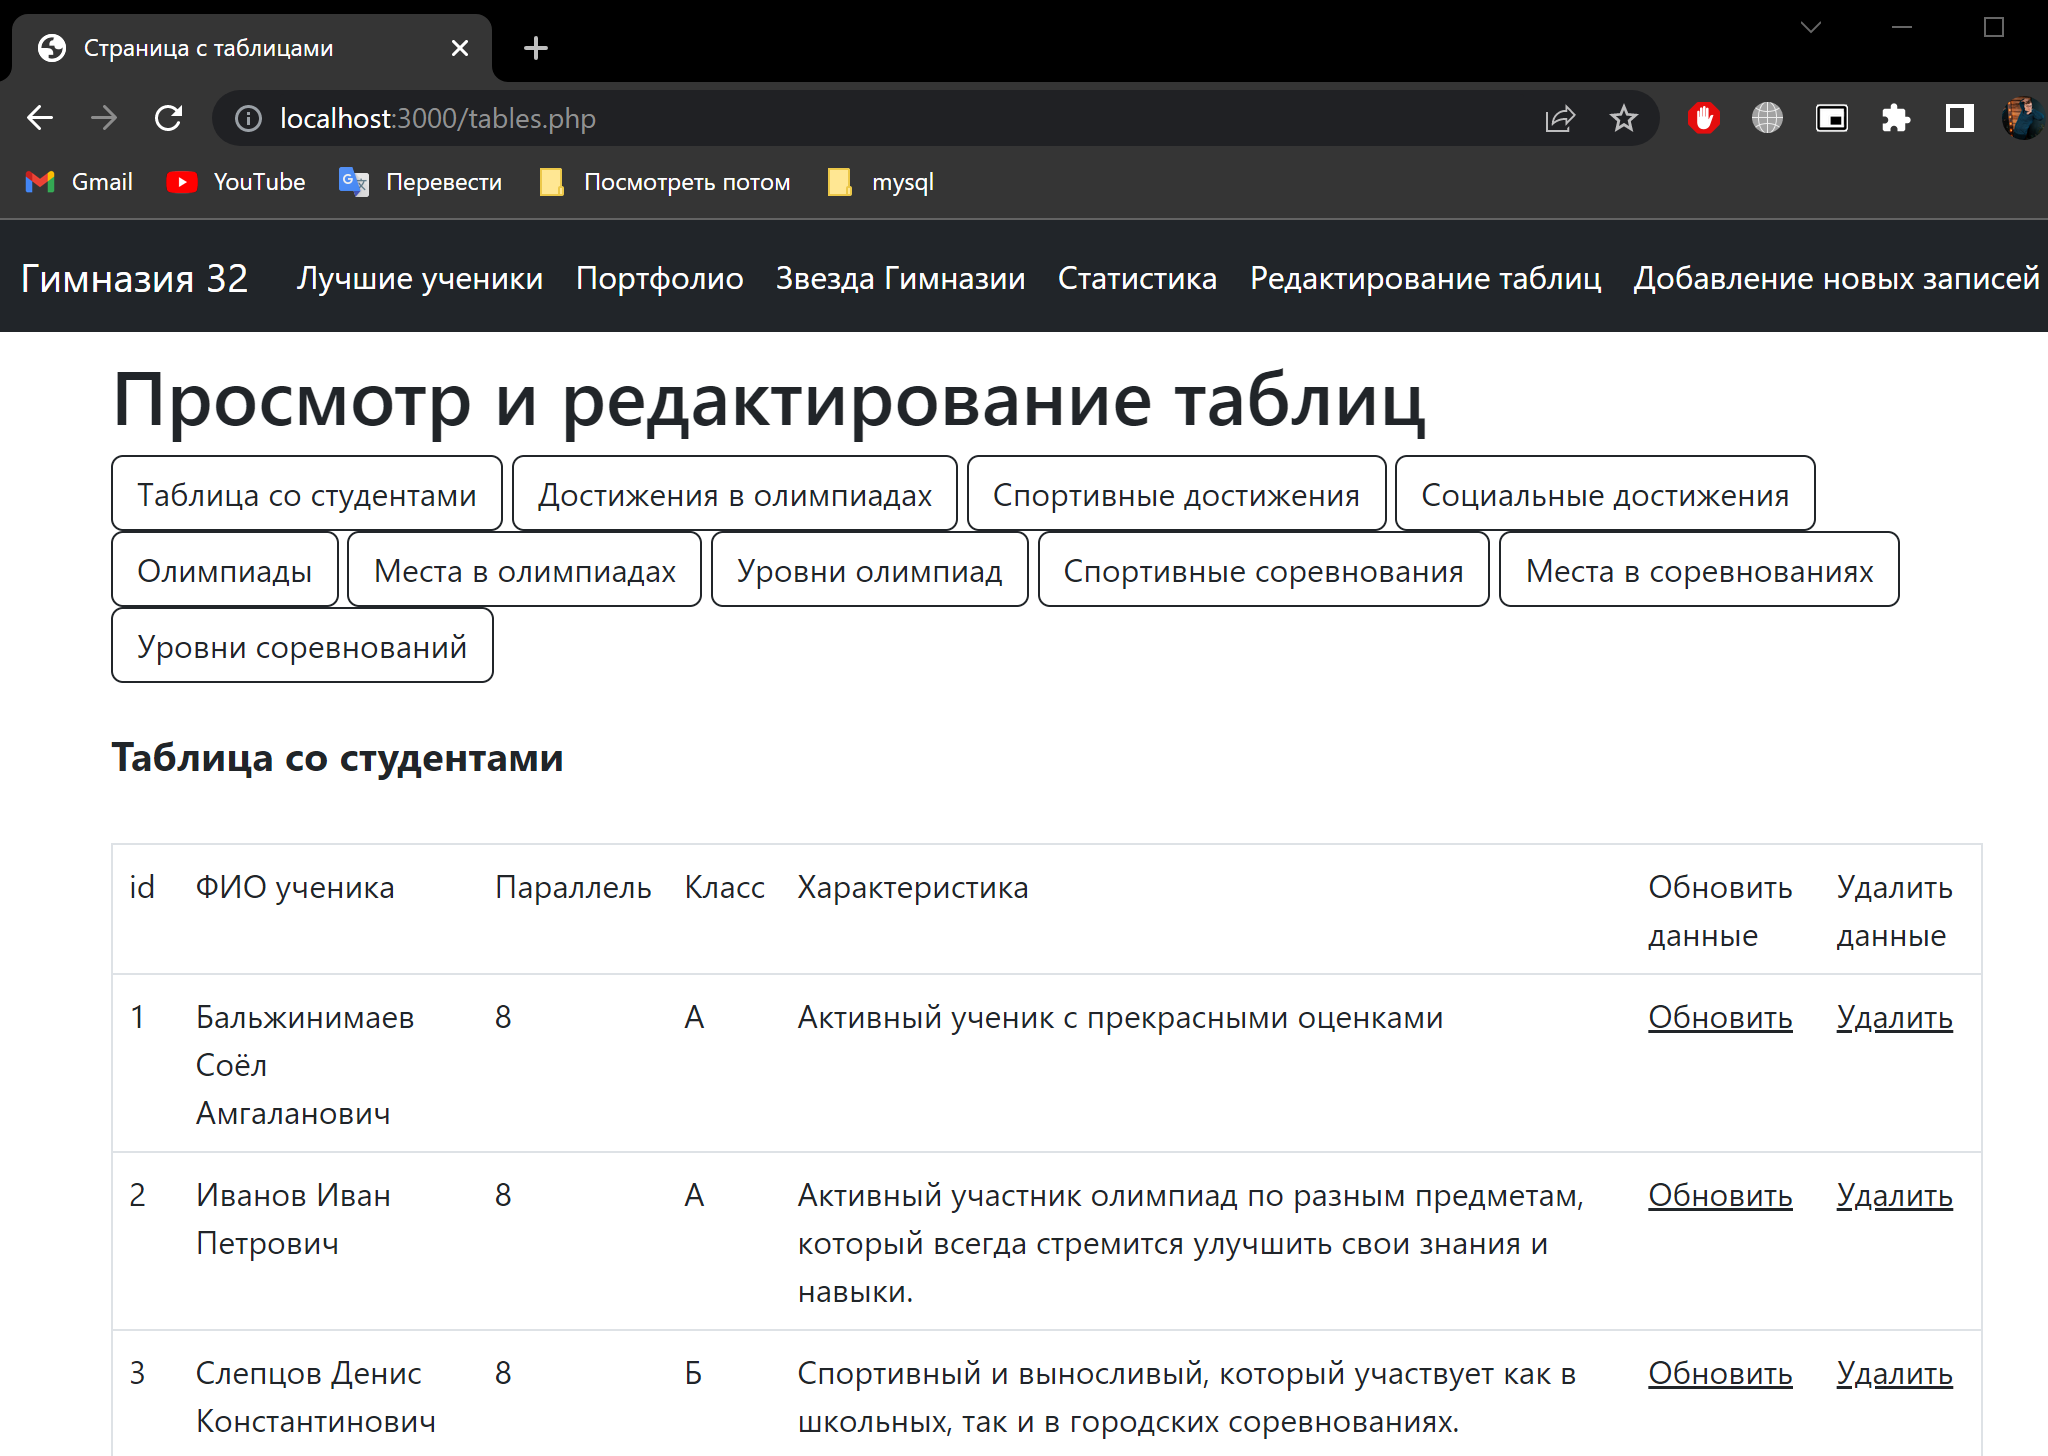 Страница с таблицами
localhost:3000/tables.php
Gmail YouTube Перевести Посмотреть потом mysql
Гимназия 32 Лучшие ученики Портфолио Звезда Гимназии Статистика Редактирование таблиц Добавление новых записей
Просмотр и редактирование таблиц
Таблица со студентами Достижения в олимпиадах Спортивные достижения Социальные достижения
Олимпиады Места в олимпиадах Уровни олимпиад Спортивные соревнования Места в соревнованиях
Уровни соревнований
Таблица со студентами
id ФИО ученика Параллель Класс Характеристика Обновить Удалить
данные данные
1 Бальжинимаев 8 А Активный ученик с прекрасными оценками Обновить Удалить
Соёл
Амгаланович
2 Иванов Иван 8 А Активный участник олимпиад по разным предметам, Обновить Удалить
Петрович который всегда стремится улучшить свои знания и
навыки.
3 Слепцов Денис 8 Б Спортивный и выносливый, который участвует как в Обновить Удалить
Константинович школьных, так и в городских соревнованиях.